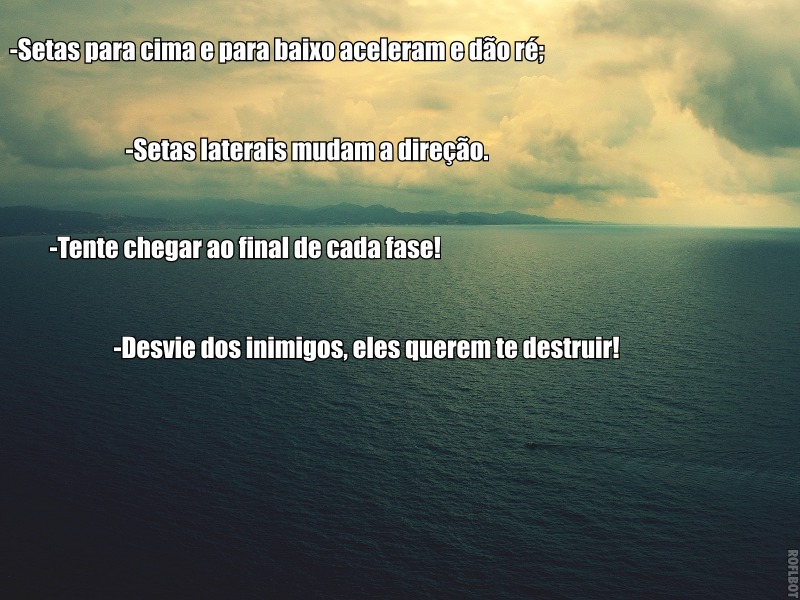 -Setas para cima e para baixo aceleram e dão ré;
-Setas laterais mudam a direção.
-Tente chegar ao final de cada fase!
-Desvie dos inimigos, eles querem te destruir!
ROFLBOT